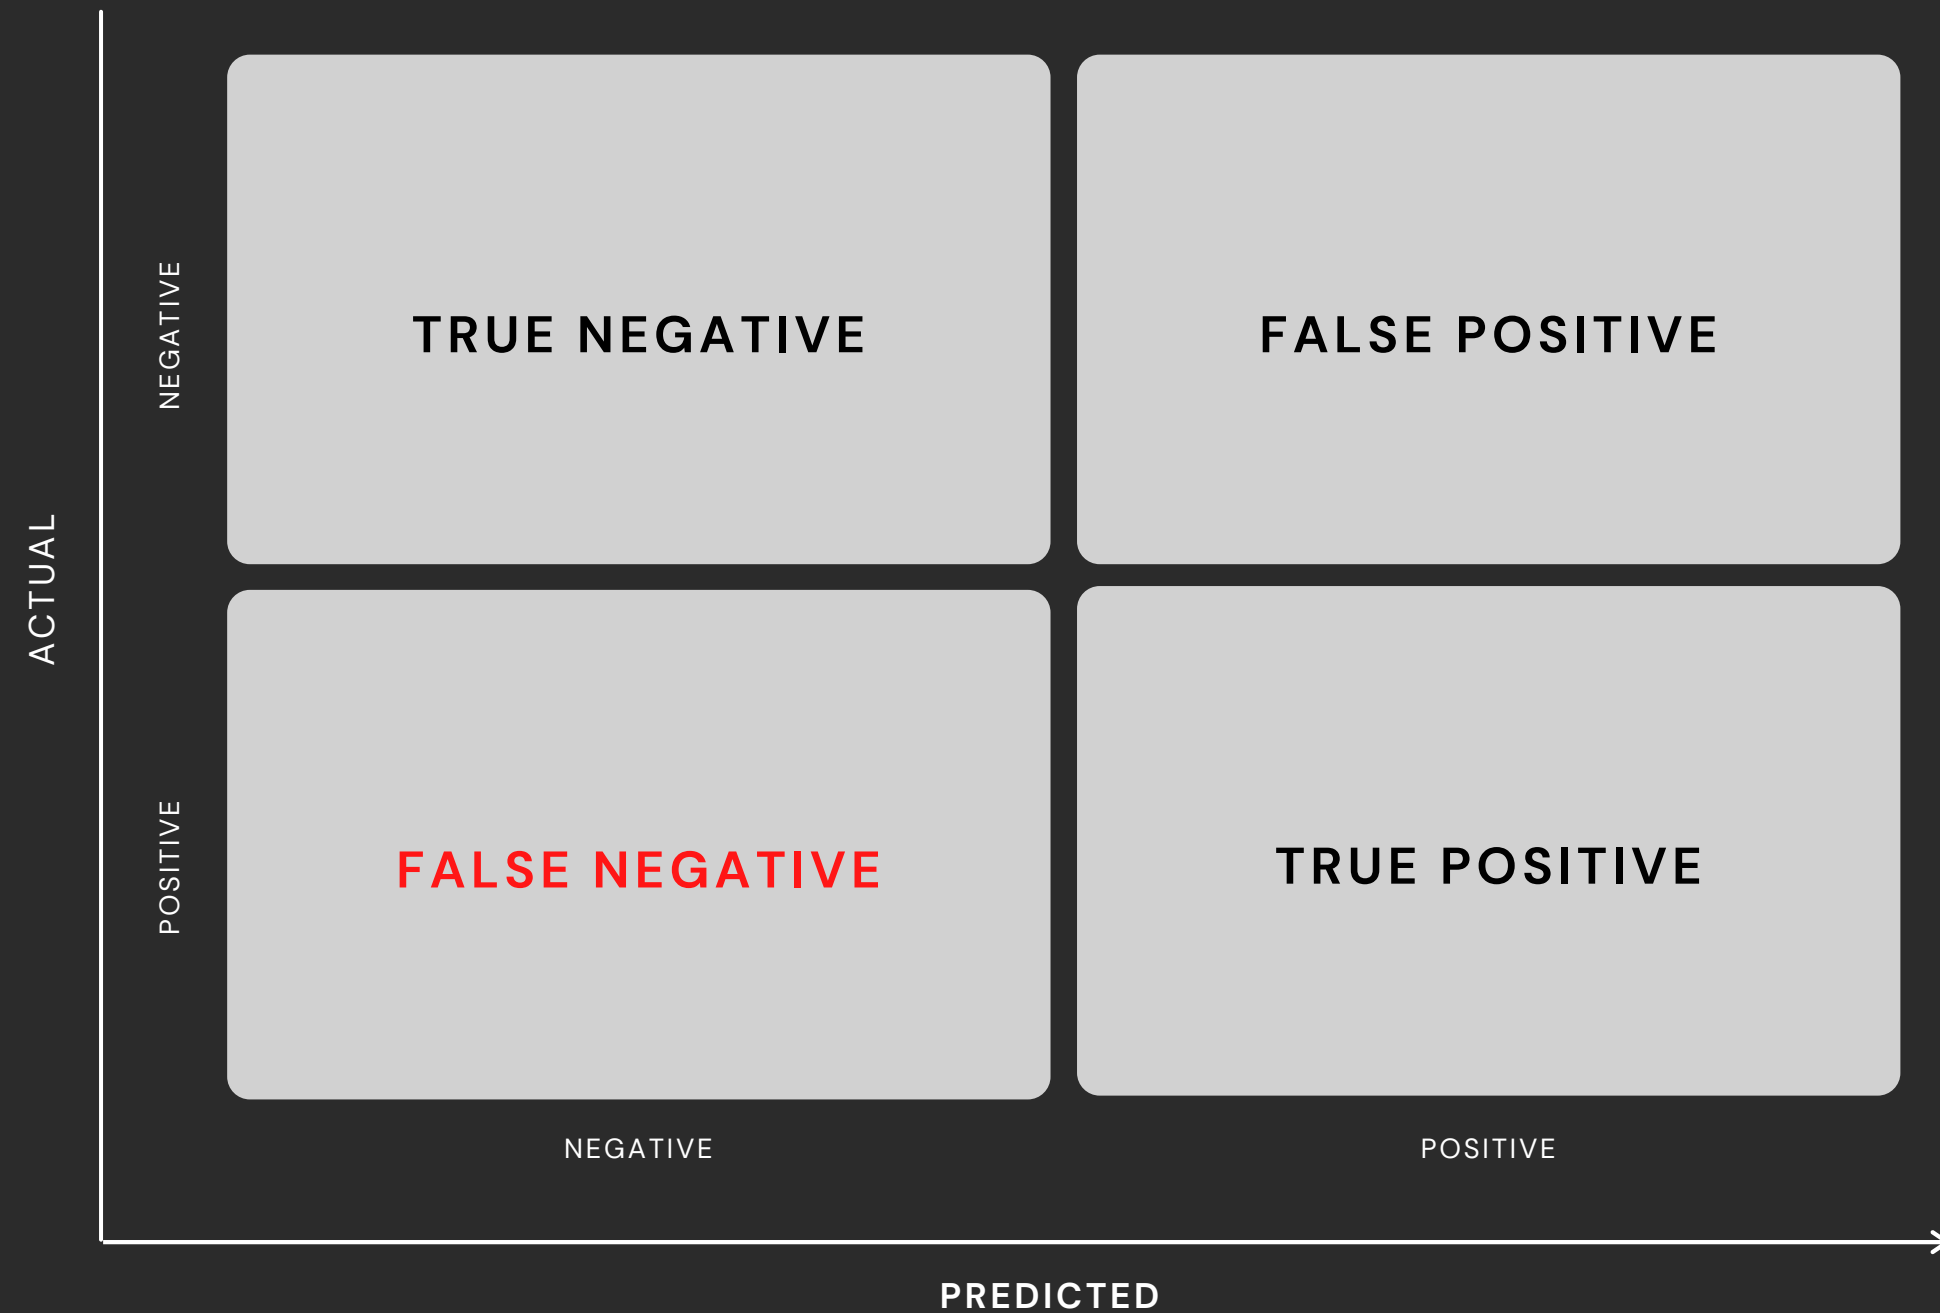 TRUE NEGATIVE
FALSE POSITIVE
NEGATIVE
ACTUAL
FALSE NEGATIVE
TRUE POSITIVE
POSITIVE
NEGATIVE
POSITIVE
PREDICTED